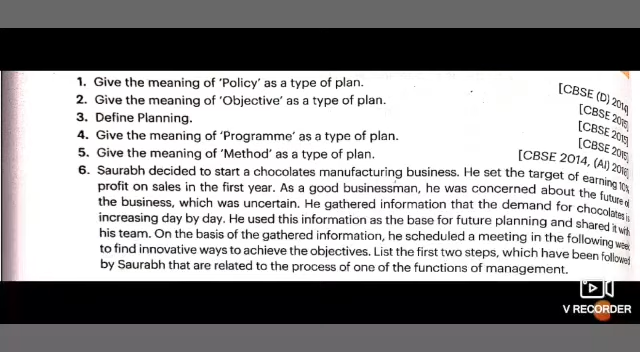 1. Give the meaning of 'Policy' as a type of plan. [CBSE (D) 2014]
2. Give the meaning of 'Objective' as a type of plan. [CBSE 2015]
3. Define Planning. [CBSE 2015]
4. Give the meaning of 'Programme' as a type of plan. [CBSE 2015]
5. Give the meaning of 'Method' as a type of plan. [CBSE 2014, (AI) 2016]
6. Saurabh decided to start a chocolates manufacturing business. He set the target of earning 10%
profit on sales in the first year. As a good businessman, he was concerned about the future of
the business, which was uncertain. He gathered information that the demand for chocolates is
increasing day by day. He used this information as the base for future planning and shared it with
his team. On the basis of the gathered information, he scheduled a meeting in the following week
to find innovative ways to achieve the objectives. List the first two steps, which have been followed
by Saurabh that are related to the process of one of the functions of management.
V RECORDER